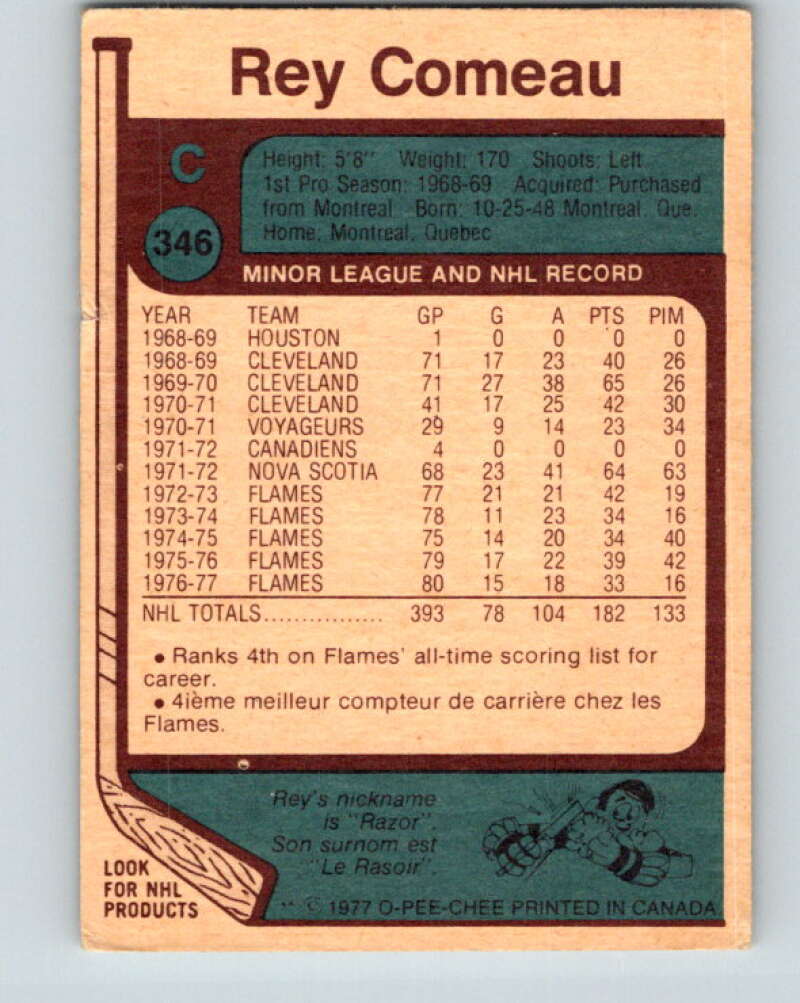 Rey Comeau
C
346
Height: 5'8" Weight: 170 Shoots: Left
1st Pro Season: 1968-69 Acquired: Purchased
from Montreal Born: 10-25-48 Montreal, Que.
Home: Montreal, Quebec
MINOR LEAGUE AND NHL RECORD
YEAR TEAM GP G A PTS PIM
1968-69 HOUSTON 1 0 0 0 0
1968-69 CLEVELAND 71 17 23 40 26
1969-70 CLEVELAND 71 27 38 65 26
1970-71 CLEVELAND 41 17 25 42 30
1970-71 VOYAGEURS 29 9 14 23 34
1971-72 CANADIENS 4 0 0 0 0
1971-72 NOVA SCOTIA 68 23 41 64 63
1972-73 FLAMES 77 21 21 42 19
1973-74 FLAMES 78 11 23 34 16
1974-75 FLAMES 75 14 20 34 40
1975-76 FLAMES 79 17 22 39 42
1976-77 FLAMES 80 15 18 33 16
NHL TOTALS................ 393 78 104 182 133
• Ranks 4th on Flames' all-time scoring list for
career.
• 4ième meilleur compteur de carrière chez les
Flames.
Rey's nickname
is "Razor".
Son surnom est
"Le Rasoir".
LOOK
FOR NHL
PRODUCTS
** © 1977 O-PEE-CHEE PRINTED IN CANADA